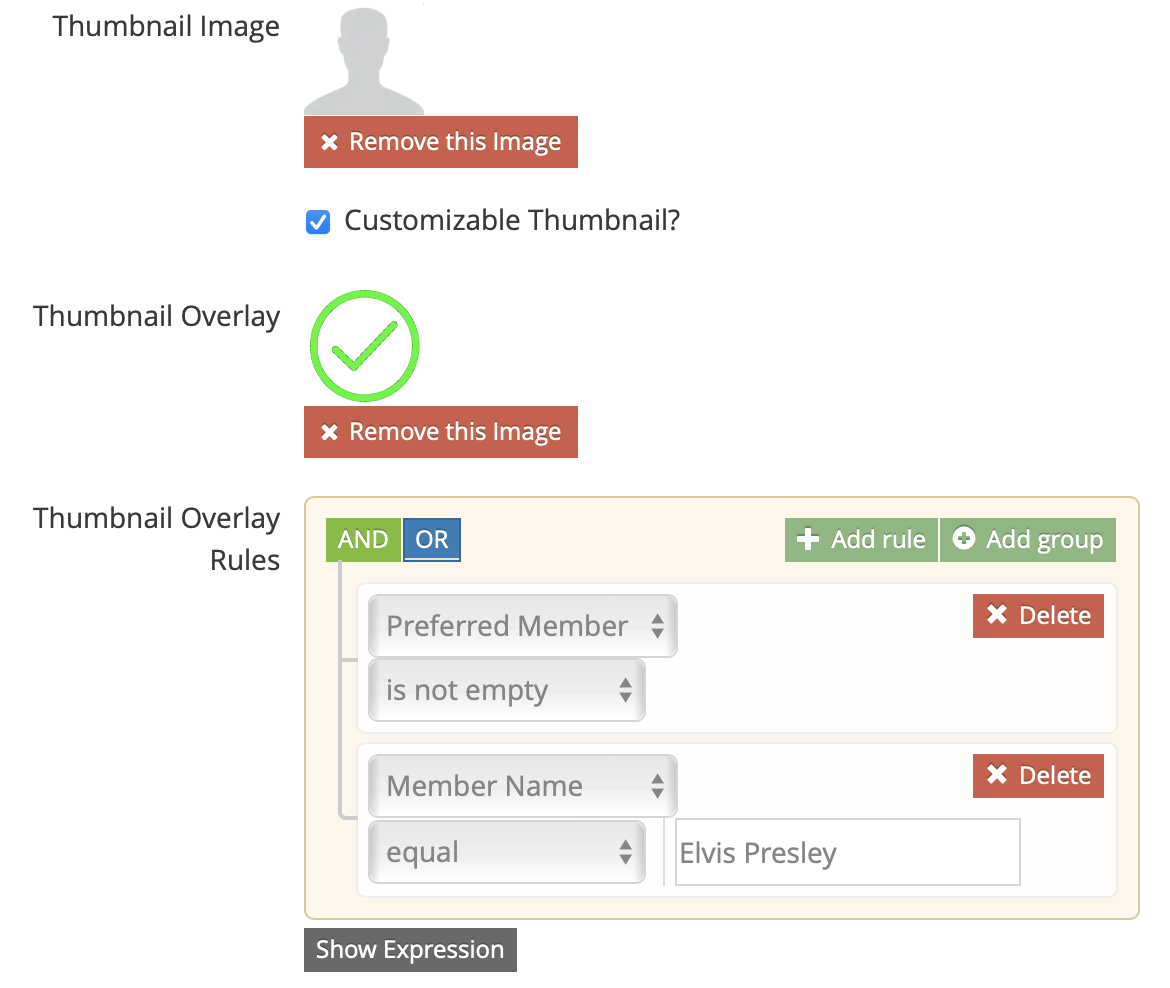 Thumbnail Image
Remove this Image
Customizable Thumbnail?
Thumbnail Overlay
Remove this Image
Thumbnail Overlay
Rules
AND OR Add rule Add group
Preferred Member Delete
is not empty
Member Name Delete
equal Elvis Presley
Show Expression